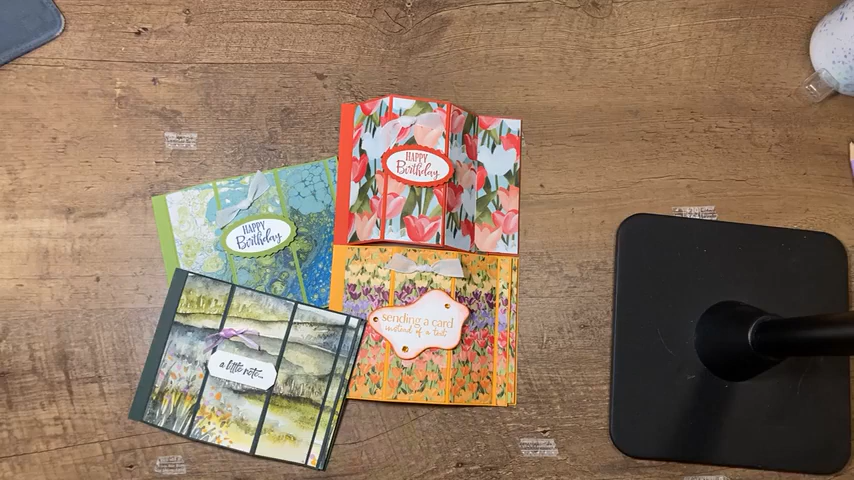 HAPPY
Birthday
HAPPY
Birthday
sending a card
instead of a text
a little note...